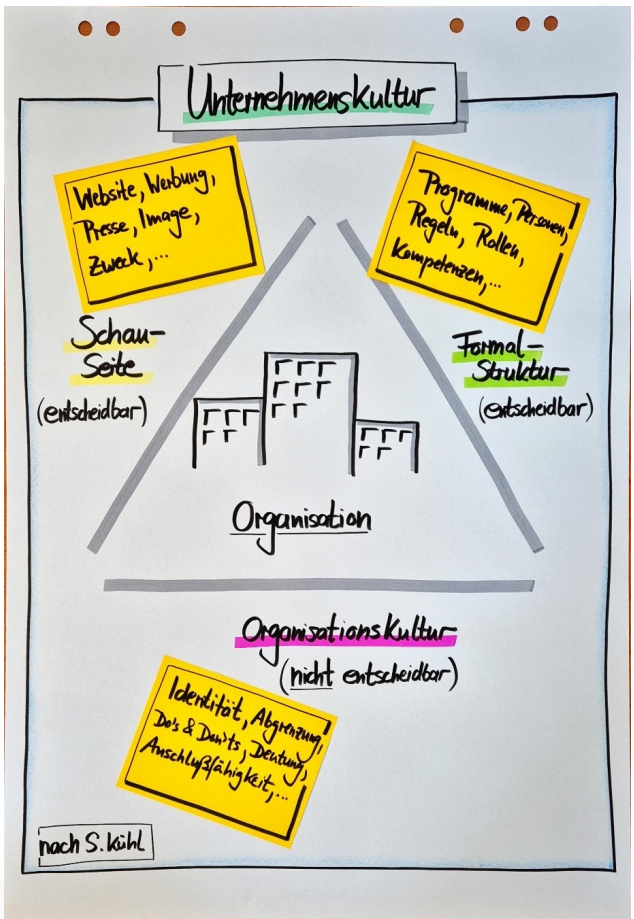 Unternehmenskultur
Website, Werbung,
Presse, Image,
Zweck,...
Programme, Personen,
Regeln, Rollen,
Kompetenzen,...
Schau-
Seite
(entscheidbar)
Formal-
Struktur
(entscheidbar)
Organisation
Organisationskultur
(nicht entscheidbar)
Identität, Abgrenzung,
Do's & Don'ts, Deutung,
Anschlußfähigkeit,...
nach S. Kühl